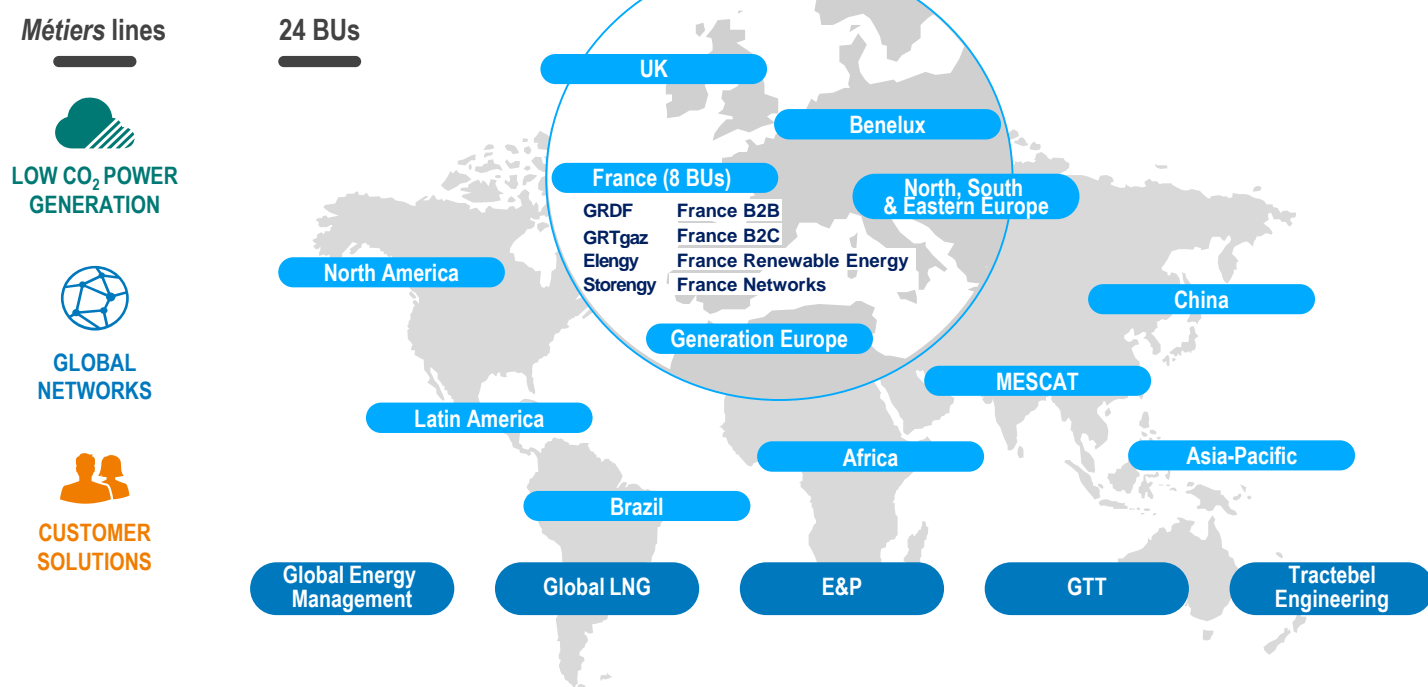 Métiers lines
24 BUs
LOW CO₂ POWER
GENERATION
GLOBAL
NETWORKS
CUSTOMER
SOLUTIONS
UK
Benelux
France (8 BUs)
GRDF France B2B
GRTgaz France B2C
Elengy France Renewable Energy
Storengy France Networks
North, South
& Eastern Europe
North America
China
Generation Europe
MESCAT
Latin America
Africa
Asia-Pacific
Brazil
Global Energy
Management
Global LNG
E&P
GTT
Tractebel
Engineering